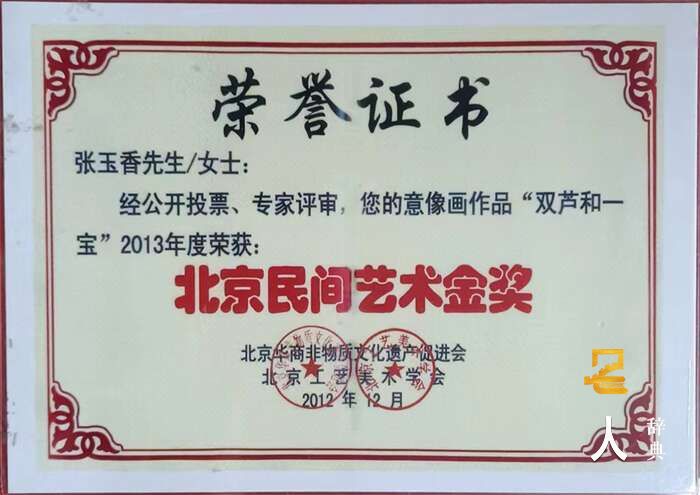 荣誉证书
张玉香先生/女士：
经公开投票、专家评审，您的意像画作品“双芦和一
宝”2013年度荣获：
北京民间艺术金奖
北京华商非物质文化遗产促进会
北京工艺美术学会
2012年12月
名人辞典